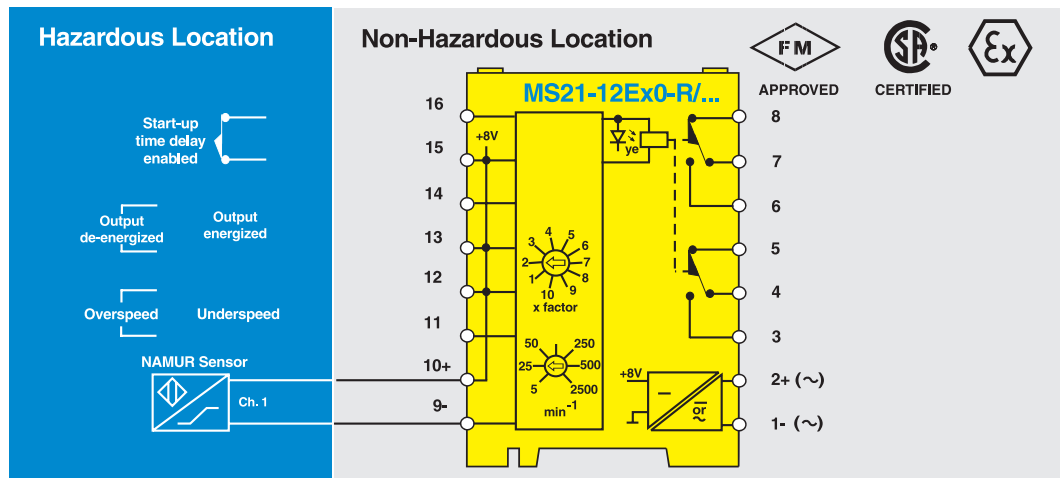 Hazardous Location
Non-Hazardous Location
FM
APPROVED
CSA®
CERTIFIED
Ex
MS21-12Ex0-R/...
Start-up
time delay
enabled
Output
de-energized
Output
energized
Overspeed
Underspeed
NAMUR Sensor
Ch. 1
16
15
14
13
12
11
10+
9-
+8V
ye
1
2
3
4
5
6
7
8
9
10
x factor
5
25
50
250
500
2500
min-1
+8V
or
8
7
6
5
4
3
2+ (~)
1- (~)